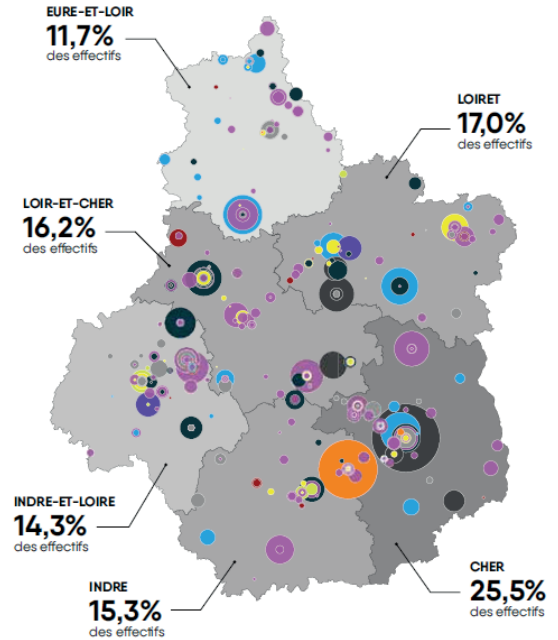 EURE-ET-LOIR
11,7%
des effectifs
LOIRET
17,0%
des effectifs
LOIR-ET-CHER
16,2%
des effectifs
INDRE-ET-LOIRE
14,3%
des effectifs
INDRE
15,3%
des effectifs
CHER
25,5%
des effectifs